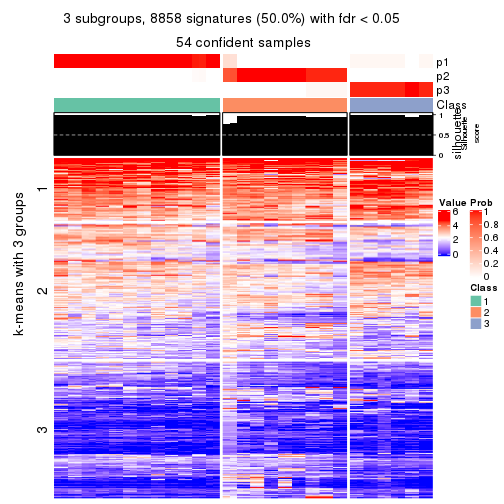 3 subgroups, 8858 signatures (50.0%) with fdr < 0.05
54 confident samples
p1
p2
p3
Class
1
0.5
0
silhouette
Silhouette
score
k-means with 3 groups
1
2
3
Value
6
4
2
0
Prob
1
0.8
0.6
0.4
0.2
0
Class
1
2
3